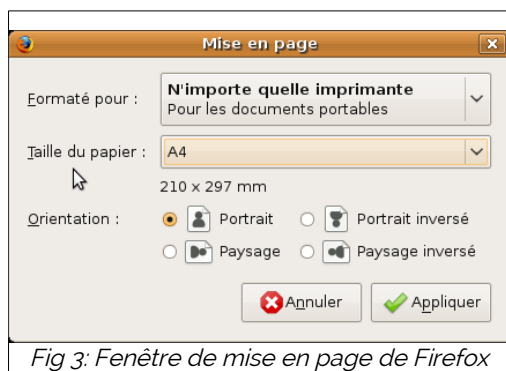 Mise en page
Formaté pour :
N'importe quelle imprimante
Pour les documents portables
Taille du papier :
A4
210 x 297 mm
Orientation :
Portrait
Portrait inversé
Paysage
Paysage inversé
Annuler
Appliquer
Fig 3: Fenêtre de mise en page de Firefox